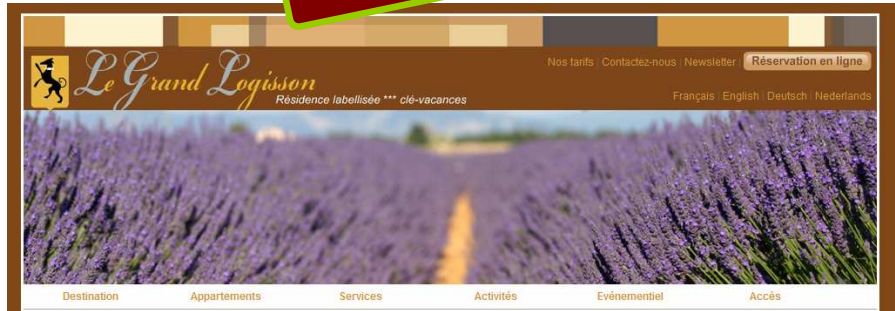 Nos tarifs | Contactez-nous | Newsletter | Réservation en ligne
Le Grand Logisson
Résidence labellisée *** clé-vacances
Français | English | Deutsch | Nederlands
Destination Appartements Services Activités Evénementiel Accès